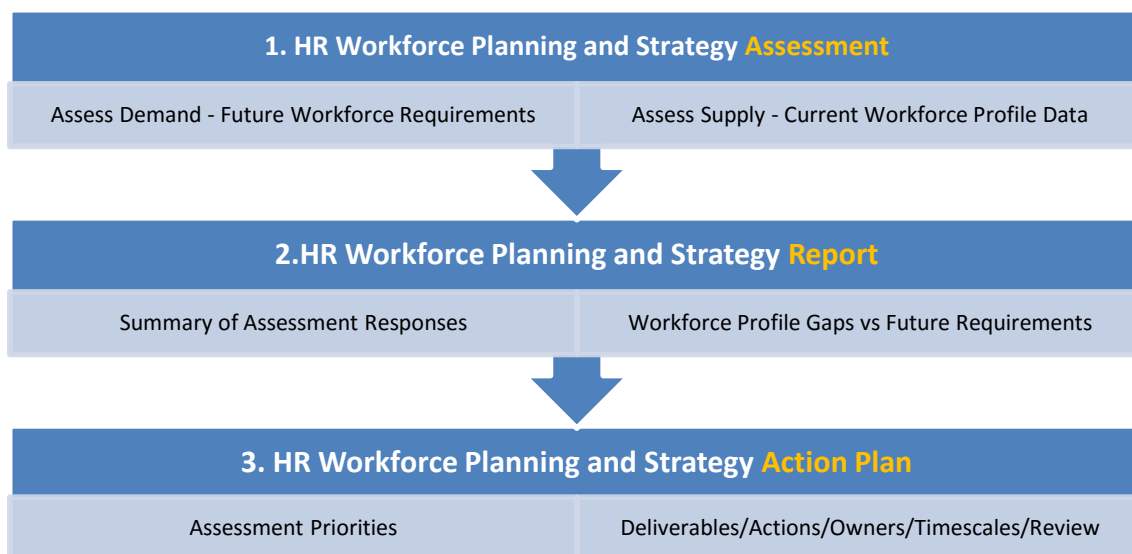 1. HR Workforce Planning and Strategy Assessment
Assess Demand - Future Workforce Requirements
Assess Supply - Current Workforce Profile Data
2.HR Workforce Planning and Strategy Report
Summary of Assessment Responses
Workforce Profile Gaps vs Future Requirements
3. HR Workforce Planning and Strategy Action Plan
Assessment Priorities
Deliverables/Actions/Owners/Timescales/Review